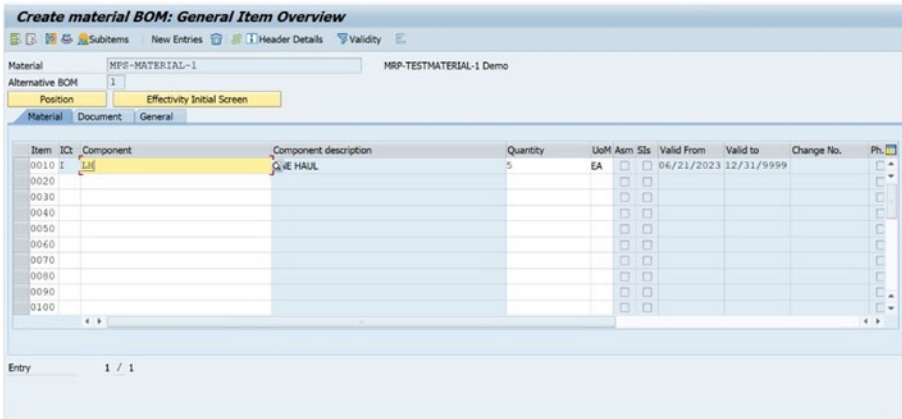 Create material BOM: General Item Overview
Subitems New Entries Header Details Validity
Material MPS-MATERIAL-1 MRP-TESTMATERIAL-1 Demo
Alternative BOM 1
Position Effectivity Initial Screen
Material Document General
Item ICt Component Component description Quantity UoM Asm SIs Valid From Valid to Change No. Ph.
0010 I LH HAUL 5 EA 06/21/2023 12/31/9999
0020
0030
0040
0050
0060
0070
0080
0090
0100
Entry 1 / 1